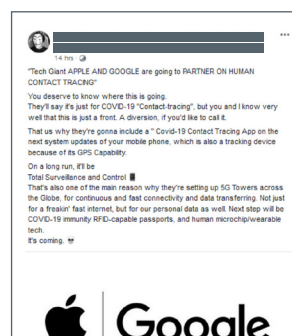 14 hrs
"Tech Giant APPLE AND GOOGLE are going to PARTNER ON HUMAN
CONTACT TRACING"
You deserve to know where this is going.
They'll say it's just for COVID-19 "Contact-tracing", but you and I know very
well that this is just a front. A diversion, if you'd like to call it.
That us why they're gonna include a " Covid-19 Contact Tracing App on the
next system updates of your mobile phone, which is also a tracking device
because of its GPS Capability.
On a long run, it'll be
Total Surveillance and Control
That's also one of the main reason why they're setting up 5G Towers across
the Globe, for continuous and fast connectivity and data transferring. Not just
for a freakin' fast internet, but for our personal data as well. Next step will be
COVID-19 immunity RFID-capable passports, and human microchip/wearable
tech.
It's coming.
Google